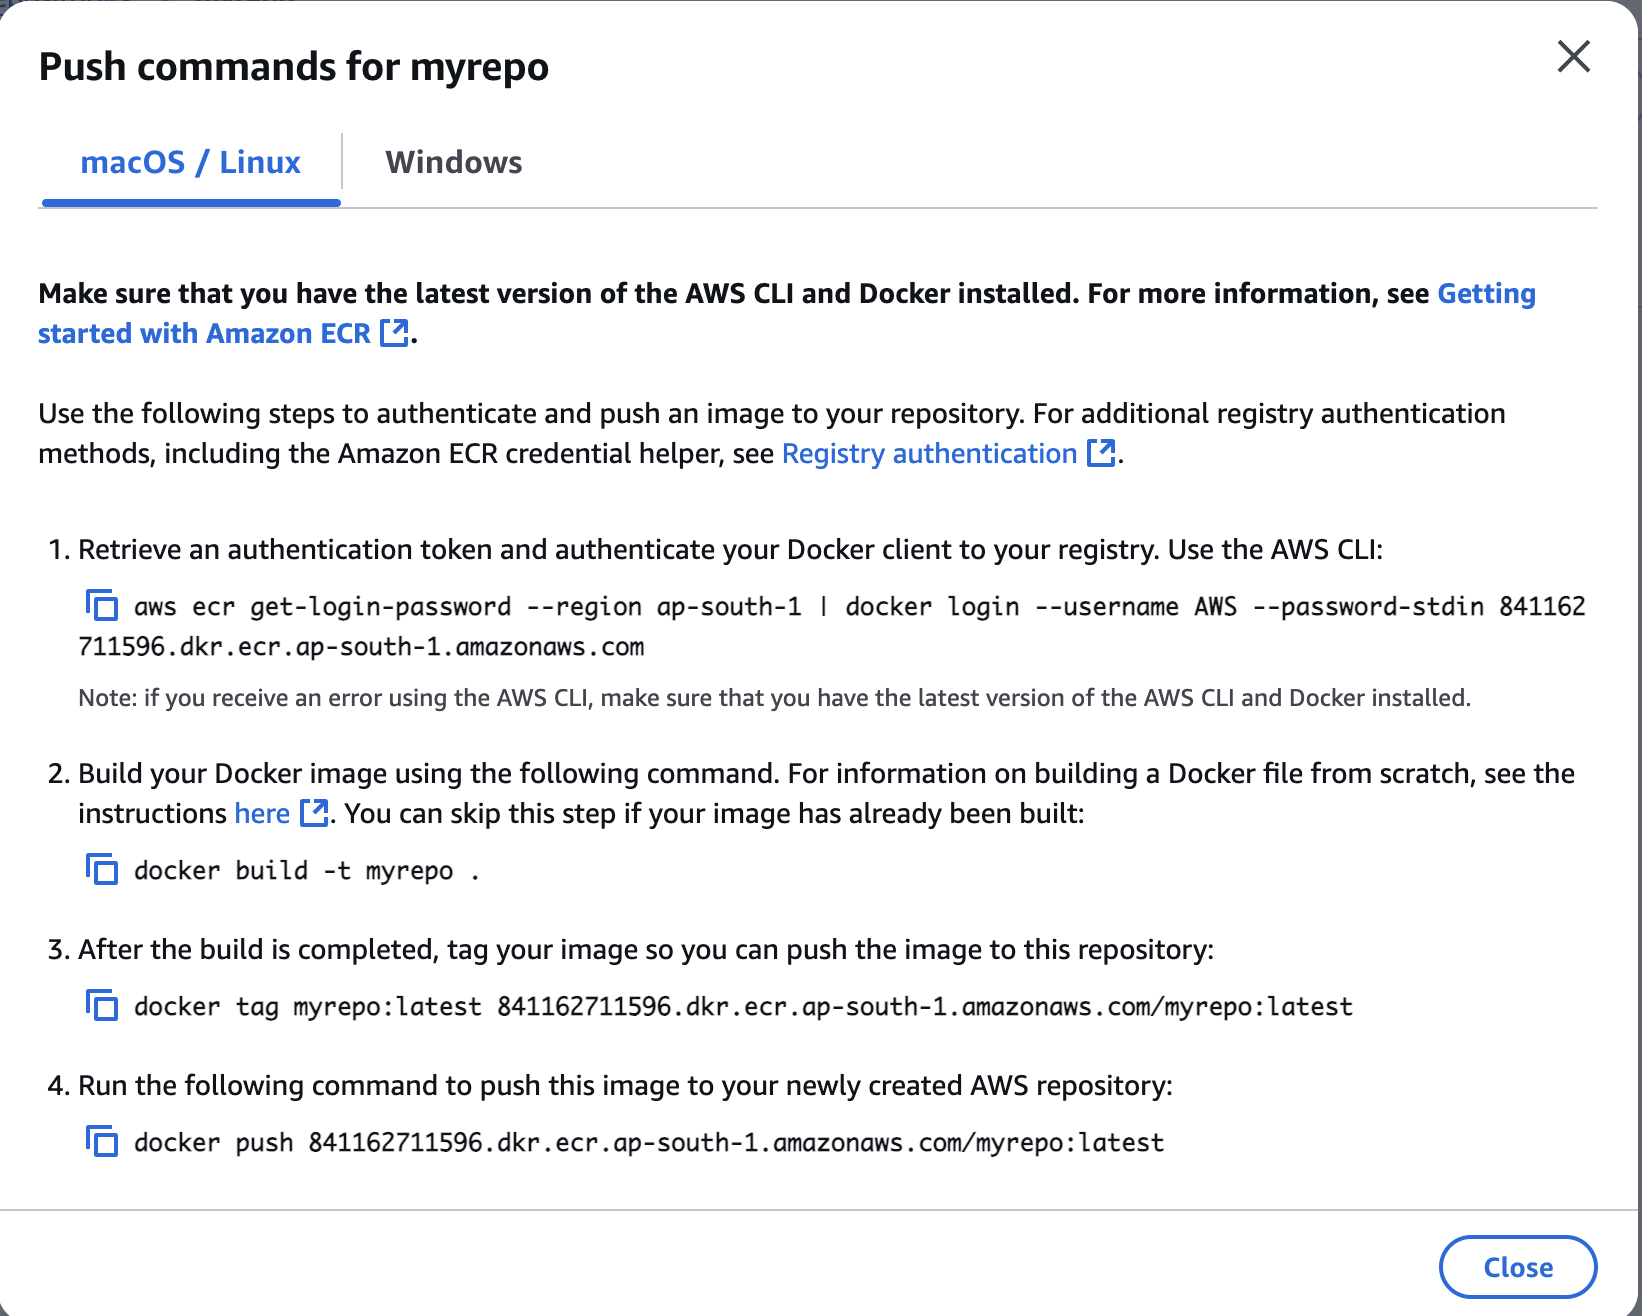 Push commands for myrepo
macOS / Linux
Windows
Make sure that you have the latest version of the AWS CLI and Docker installed. For more information, see Getting
started with Amazon ECR.
Use the following steps to authenticate and push an image to your repository. For additional registry authentication
methods, including the Amazon ECR credential helper, see Registry authentication.
1. Retrieve an authentication token and authenticate your Docker client to your registry. Use the AWS CLI:
aws ecr get-login-password --region ap-south-1 | docker login --username AWS --password-stdin 841162
711596.dkr.ecr.ap-south-1.amazonaws.com
Note: if you receive an error using the AWS CLI, make sure that you have the latest version of the AWS CLI and Docker installed.
2. Build your Docker image using the following command. For information on building a Docker file from scratch, see the
instructions here. You can skip this step if your image has already been built:
docker build -t myrepo .
3. After the build is completed, tag your image so you can push the image to this repository:
docker tag myrepo:latest 841162711596.dkr.ecr.ap-south-1.amazonaws.com/myrepo:latest
4. Run the following command to push this image to your newly created AWS repository:
docker push 841162711596.dkr.ecr.ap-south-1.amazonaws.com/myrepo:latest
Close